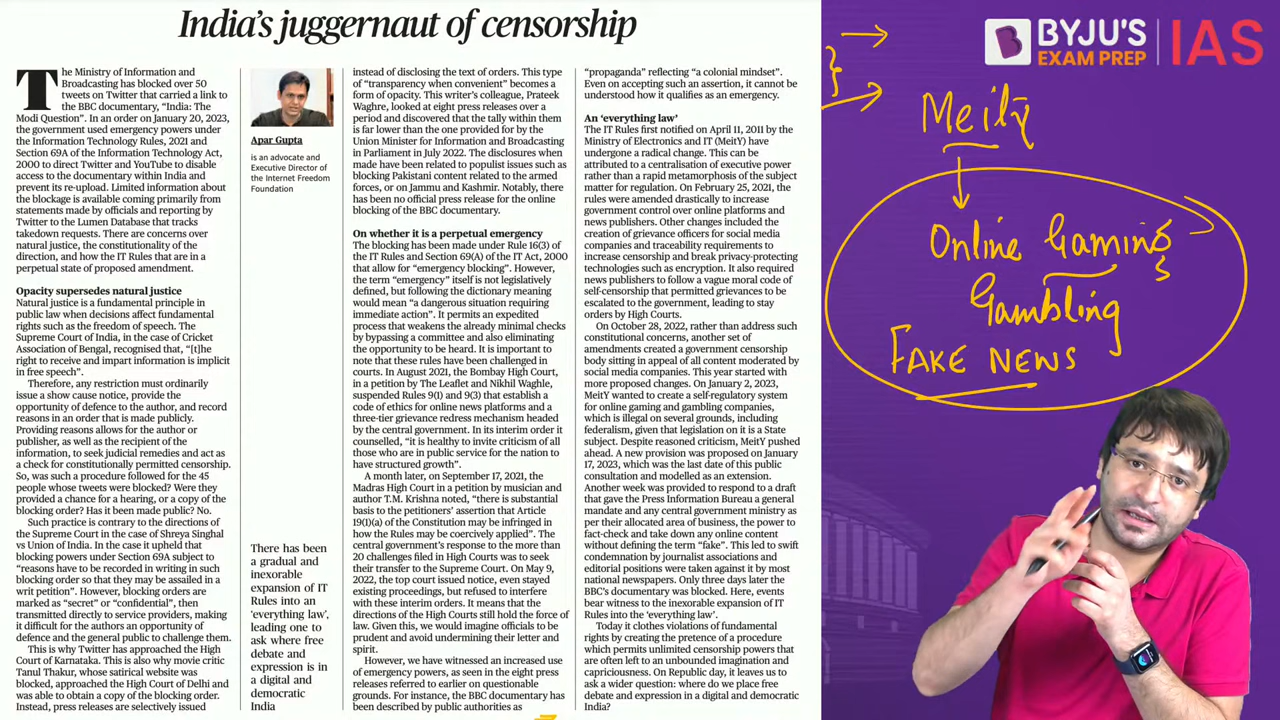 India's juggernaut of censorship
The Ministry of Information and
Broadcasting has blocked over 50
tweets on Twitter that carried a link to
the BBC documentary, “India: The
Modi Question”. In an order on January 20, 2023,
the government used emergency powers under
the Information Technology Rules, 2021 and
Section 69A of the Information Technology Act,
2000 to direct Twitter and YouTube to disable
access to the documentary within India and
prevent its re-upload. Limited information about
the blockage is available coming primarily from
statements made by officials and reporting by
Twitter to the Lumen Database that tracks
takedown requests. There are concerns over
natural justice, the constitutionality of the
direction, and how the IT Rules that are in a
perpetual state of proposed amendment.
Opacity supersedes natural justice
Natural justice is a fundamental principle in
public law when decisions affect fundamental
rights such as the freedom of speech. The
Supreme Court of India, in the case of Cricket
Association of Bengal, recognised that, “[t]he
right to receive and impart information is implicit
in free speech”.
Therefore, any restriction must ordinarily
issue a show cause notice, provide the
opportunity of defence to the author, and record
reasons in an order that is made publicly.
Providing reasons allows for the author or
publisher, as well as the recipient of the
information, to seek judicial remedies and act as
a check for constitutionally permitted censorship.
So, was such a procedure followed for the 45
people whose tweets were blocked? Were they
provided a chance for a hearing, or a copy of the
blocking order? Has it been made public? No.
Such practice is contrary to the directions of
the Supreme Court in the case of Shreya Singhal
vs Union of India. In the case it upheld that
blocking powers under Section 69A subject to
“reasons have to be recorded in writing in such
blocking order so that they may be assailed in a
writ petition”. However, blocking orders are
marked as “secret” or “confidential”, then
transmitted directly to service providers, making
it difficult for the authors an opportunity of
defence and the general public to challenge them.
This is why Twitter has approached the High
Court of Karnataka. This is also why movie critic
Tanul Thakur, whose satirical website was
blocked, approached the High Court of Delhi and
was able to obtain a copy of the blocking order.
Instead, press releases are selectively issued
Apar Gupta
is an advocate and
Executive Director of
the Internet Freedom
Foundation
There has been
a gradual and
inexorable
expansion of IT
Rules into an
'everything law',
leading one to
ask where free
debate and
expression is in
a digital and
democratic
India
instead of disclosing the text of orders. This type
of “transparency when convenient” becomes a
form of opacity. This writer's colleague, Prateek
Waghre, looked at eight press releases over a
period and discovered that the tally within them
is far lower than the one provided for by the
Union Minister for Information and Broadcasting
in Parliament in July 2022. The disclosures when
made have been related to populist issues such as
blocking Pakistani content related to the armed
forces, or on Jammu and Kashmir. Notably, there
has been no official press release for the online
blocking of the BBC documentary.
On whether it is a perpetual emergency
The blocking has been made under Rule 16(3) of
the IT Rules and Section 69(A) of the IT Act, 2000
that allow for “emergency blocking”. However,
the term “emergency” itself is not legislatively
defined, but following the dictionary meaning
would mean “a dangerous situation requiring
immediate action”. It permits an expedited
process that weakens the already minimal checks
by bypassing a committee and also eliminating
the opportunity to be heard. It is important to
note that these rules have been challenged in
courts. In August 2021, the Bombay High Court,
in a petition by The Leaflet and Nikhil Waghle,
suspended Rules 9(1) and 9(3) that establish a
code of ethics for online news platforms and a
three-tier grievance redress mechanism headed
by the central government. In its interim order it
counselled, “it is healthy to invite criticism of all
those who are in public service for the nation to
have structured growth”.
A month later, on September 17, 2021, the
Madras High Court in a petition by musician and
author T.M. Krishna noted, “there is substantial
basis to the petitioners' assertion that Article
19(1)(a) of the Constitution may be infringed in
how the Rules may be coercively applied”. The
central government's response to the more than
20 challenges filed in High Courts was to seek
their transfer to the Supreme Court. On May 9,
2022, the top court issued notice, even stayed
existing proceedings, but refused to interfere
with these interim orders. It means that the
directions of the High Courts still hold the force of
law. Given this, we would imagine officials to be
prudent and avoid undermining their letter and
spirit.
However, we have witnessed an increased use
of emergency powers, as seen in the eight press
releases referred to earlier on questionable
grounds. For instance, the BBC documentary has
been described by public authorities as
“propaganda” reflecting “a colonial mindset”.
Even on accepting such an assertion, it cannot be
understood how it qualifies as an emergency.
An 'everything law'
The IT Rules first notified on April 11, 2011 by the
Ministry of Electronics and IT (MeitY) have
undergone a radical change. This can be
attributed to a centralisation of executive power
rather than a rapid metamorphosis of the subject
matter for regulation. On February 25, 2021, the
rules were amended drastically to increase
government control over online platforms and
news publishers. Other changes included the
creation of grievance officers for social media
companies and traceability requirements to
increase censorship and break privacy-protecting
technologies such as encryption. It also required
news publishers to follow a vague moral code of
self-censorship that permitted grievances to be
escalated to the government, leading to stay
orders by High Courts.
On October 28, 2022, rather than address such
constitutional concerns, another set of
amendments created a government censorship
body sitting in appeal of all content moderated by
social media companies. This year started with
more proposed changes. On January 2, 2023,
MeitY wanted to create a self-regulatory system
for online gaming and gambling companies,
which is illegal on several grounds, including
federalism, given that legislation on it is a State
subject. Despite reasoned criticism, MeitY pushed
ahead. A new provision was proposed on January
17, 2023, which was the last date of this public
consultation and modelled as an extension.
Another week was provided to respond to a draft
that gave the Press Information Bureau a general
mandate and any central government ministry as
per their allocated area of business, the power to
fact-check and take down any online content
without defining the term “fake”. This led to swift
condemnation by journalist associations and
editorial positions were taken against it by most
national newspapers. Only three days later the
BBC's documentary was blocked. Here, events
bear witness to the inexorable expansion of IT
Rules into the 'everything law'.
Today it clothes violations of fundamental
rights by creating the pretence of a procedure
which permits unlimited censorship powers that
are often left to an unbounded imagination and
capriciousness. On Republic day, it leaves us to
ask a wider question: where do we place free
debate and expression in a digital and democratic
India?
BYJU'S
EXAM PREP
IAS
Meity
Online Gaming
Gambling
FAKE NEWS